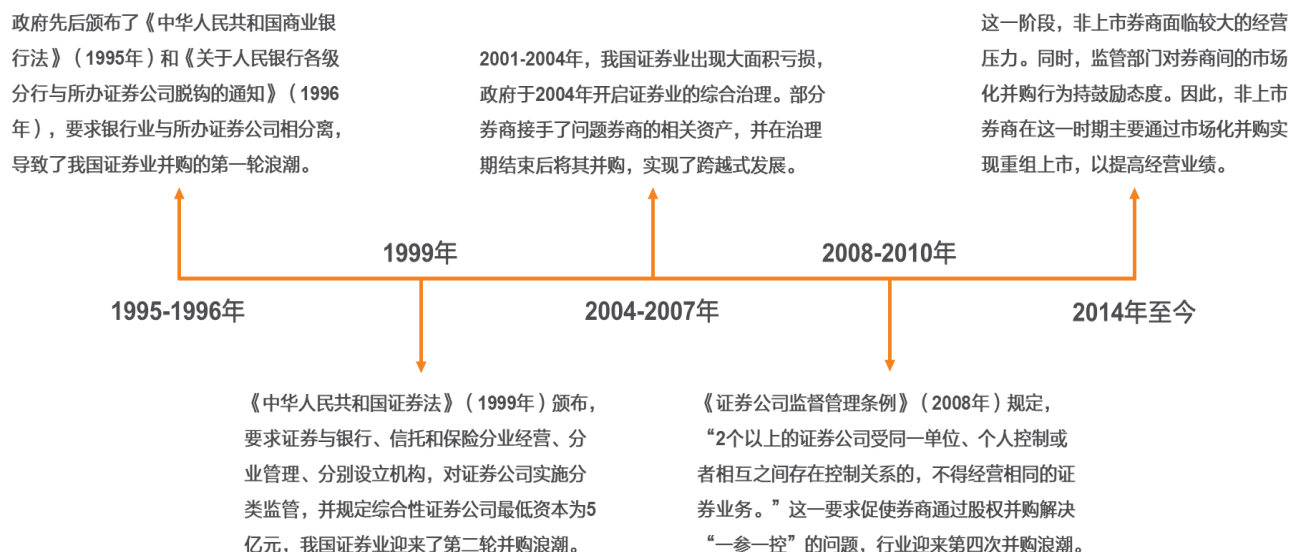 政府先后颁布了《中华人民共和国商业银
行法》（1995年）和《关于人民银行各级
分行与所办证券公司脱钩的通知》（1996
年），要求银行业与所办证券公司相分离，
导致了我国证券业并购的第一轮浪潮。
2001-2004年，我国证券业出现大面积亏损，
政府于2004年开启证券业的综合治理。部分
券商接手了问题券商的相关资产，并在治理
期结束后将其并购，实现了跨越式发展。
这一阶段，非上市券商面临较大的经营
压力。同时，监管部门对券商间的市场
化并购行为持鼓励态度。因此，非上市
券商在这一时期主要通过市场化并购实
现重组上市，以提高经营业绩。
1999年
2008-2010年
1995-1996年
2004-2007年
2014年至今
《中华人民共和国证券法》（1999年）颁布，
要求证券与银行、信托和保险分业经营、分
业管理、分别设立机构，对证券公司实施分
类监管，并规定综合性证券公司最低资本为5
亿元，我国证券业迎来了第二轮并购浪潮。
《证券公司监督管理条例》（2008年）规定，
“2个以上的证券公司受同一单位、个人控制或
者相互之间存在控制关系的，不得经营相同的证
券业务。”这一要求促使券商通过股权并购解决
“一参一控”的问题，行业迎来第四次并购浪潮。